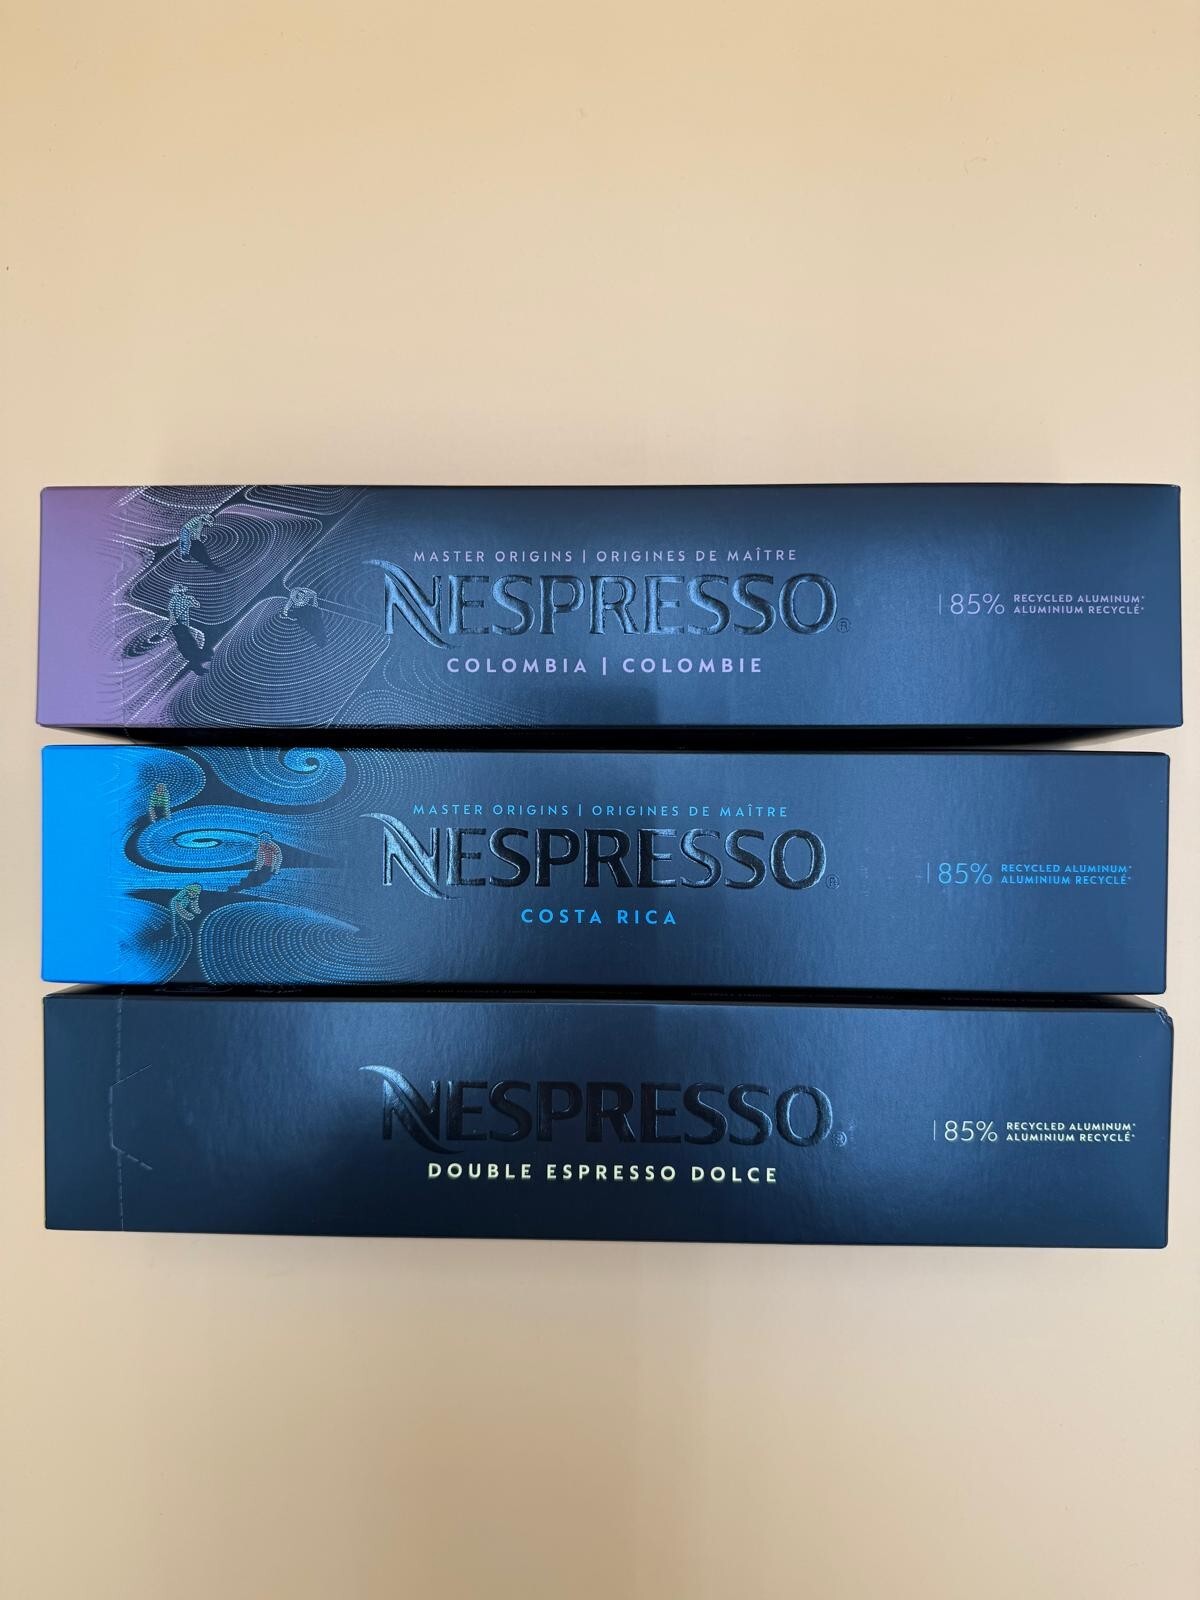 MASTER ORIGINS | ORIGINES DE MAÎTRE
NESPRESSO®
COLOMBIA | COLOMBIE
85% RECYCLED ALUMINUM*
ALUMINIUM RECYCLÉ*
MASTER ORIGINS | ORIGINES DE MAÎTRE
NESPRESSO®
COSTA RICA
85% RECYCLED ALUMINUM*
ALUMINIUM RECYCLÉ*
NESPRESSO®
DOUBLE ESPRESSO DOLCE
85% RECYCLED ALUMINUM*
ALUMINIUM RECYCLÉ*